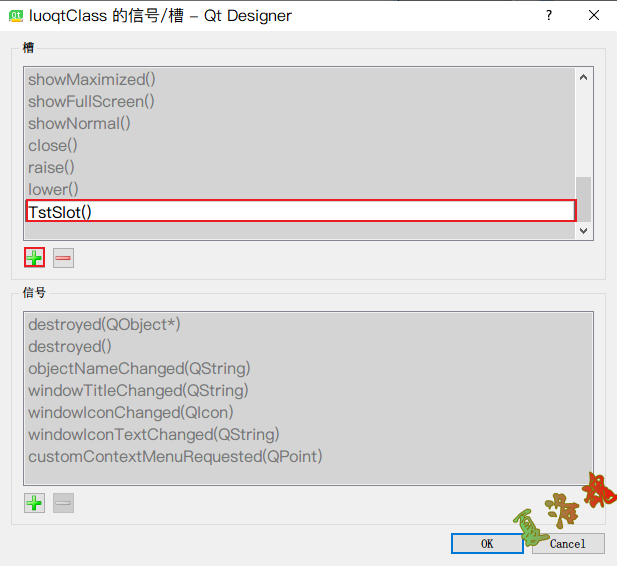 luoqtClass 的信号/槽 – Qt Designer
槽
showMaximized()
showFullScreen()
showNormal()
close()
raise()
lower()
TstSlot()
信号
destroyed(QObject*)
destroyed()
objectNameChanged(QString)
windowTitleChanged(QString)
windowIconChanged(QIcon)
windowIconTextChanged(QString)
customContextMenuRequested(QPoint)
OK
Cancel